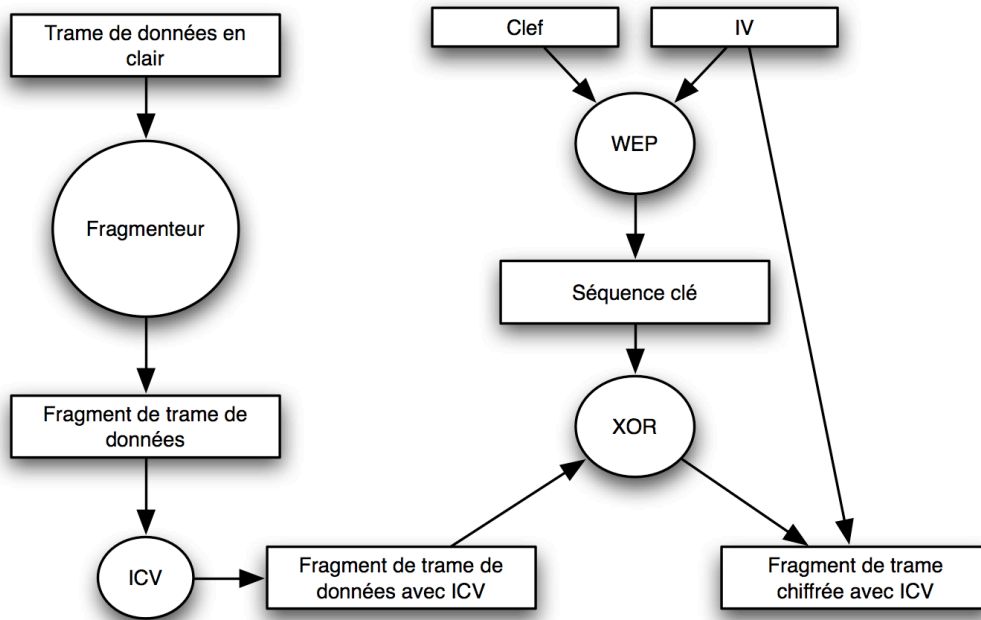 Trame de données en
clair
Clef
IV
WEP
Fragmenteur
Séquence clé
Fragment de trame de
données
XOR
ICV
Fragment de trame de
données avec ICV
Fragment de trame
chiffrée avec ICV